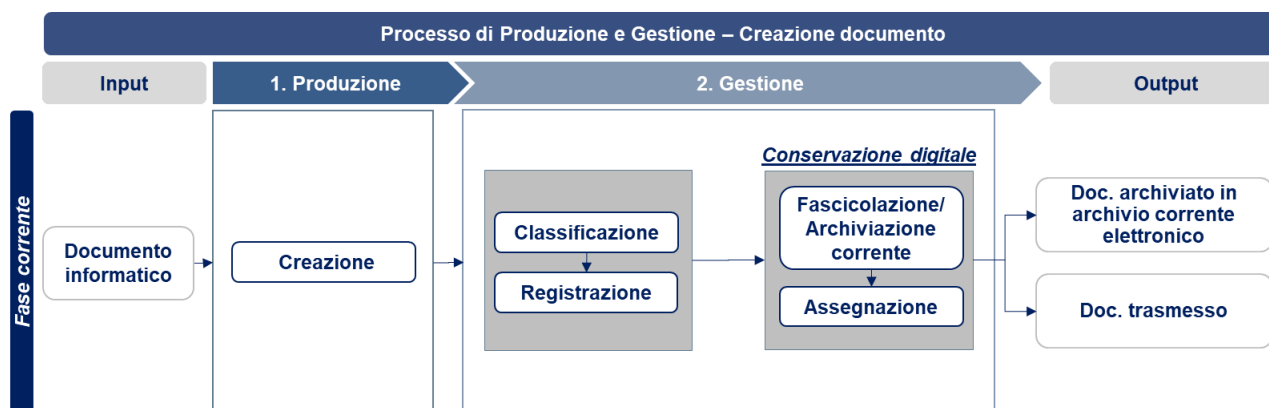 Processo di Produzione e Gestione – Creazione documento
Input
1. Produzione
2. Gestione
Output
Fase corrente
Documento
informatico
Creazione
Classificazione
Registrazione
Conservazione digitale
Fascicolazione/
Archiviazione
corrente
Assegnazione
Doc. archiviato in
archivio corrente
elettronico
Doc. trasmesso